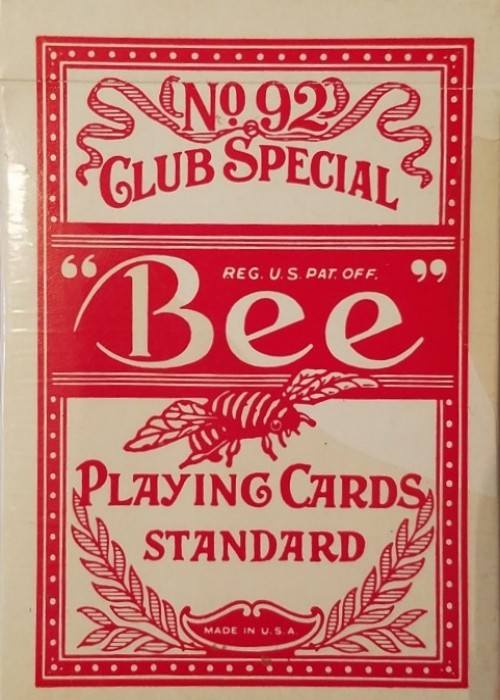 No 92
CLUB SPECIAL
REG. U.S. PAT. OFF.
“Bee”
PLAYING CARDS
STANDARD
MADE IN U.S.A.